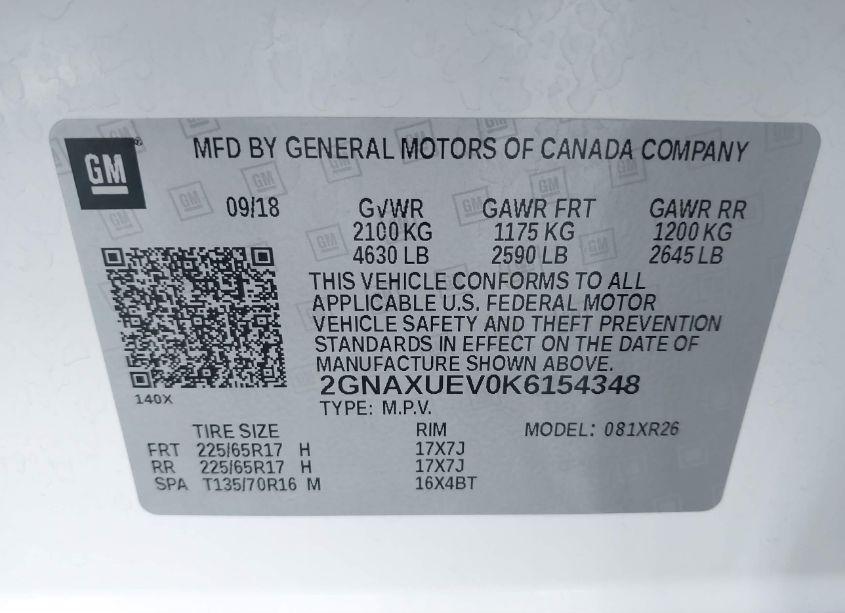 GM
MFD BY GENERAL MOTORS OF CANADA COMPANY
09/18 GVWR GAWR FRT GAWR RR
2100 KG 1175 KG 1200 KG
4630 LB 2590 LB 2645 LB
THIS VEHICLE CONFORMS TO ALL
APPLICABLE U.S. FEDERAL MOTOR
VEHICLE SAFETY AND THEFT PREVENTION
STANDARDS IN EFFECT ON THE DATE OF
MANUFACTURE SHOWN ABOVE.
2GNAXUEV0K6154348
140X
TYPE: M.P.V.
TIRE SIZE RIM MODEL: 081XR26
FRT 225/65R17 H 17X7J
RR 225/65R17 H 17X7J
SPA T135/70R16 M 16X4BT